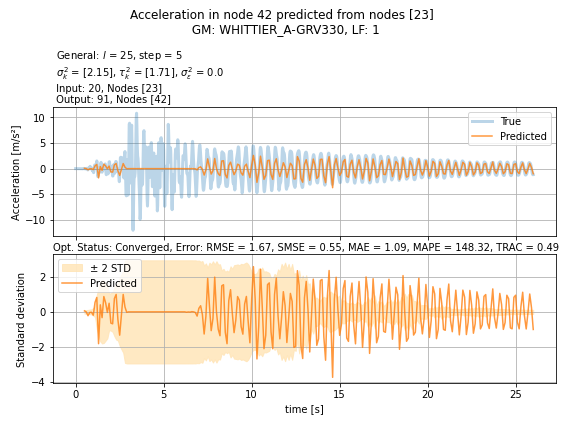 Acceleration in node 42 predicted from nodes [23]
GM: WHITTIER_A-GRV330, LF: 1
General: l = 25, step = 5
σ²ₖ = [2.15], τ²ₖ = [1.71], σ²ε = 0.0
Input: 20, Nodes [23]
Output: 91, Nodes [42]
Acceleration [m/s²]
10
5
0
−5
−10
True
Predicted
Opt. Status: Converged, Error: RMSE = 1.67, SMSE = 0.55, MAE = 1.09, MAPE = 148.32, TRAC = 0.49
Standard deviation
2
0
−2
−4
± 2 STD
Predicted
0 5 10 15 20 25
time [s]